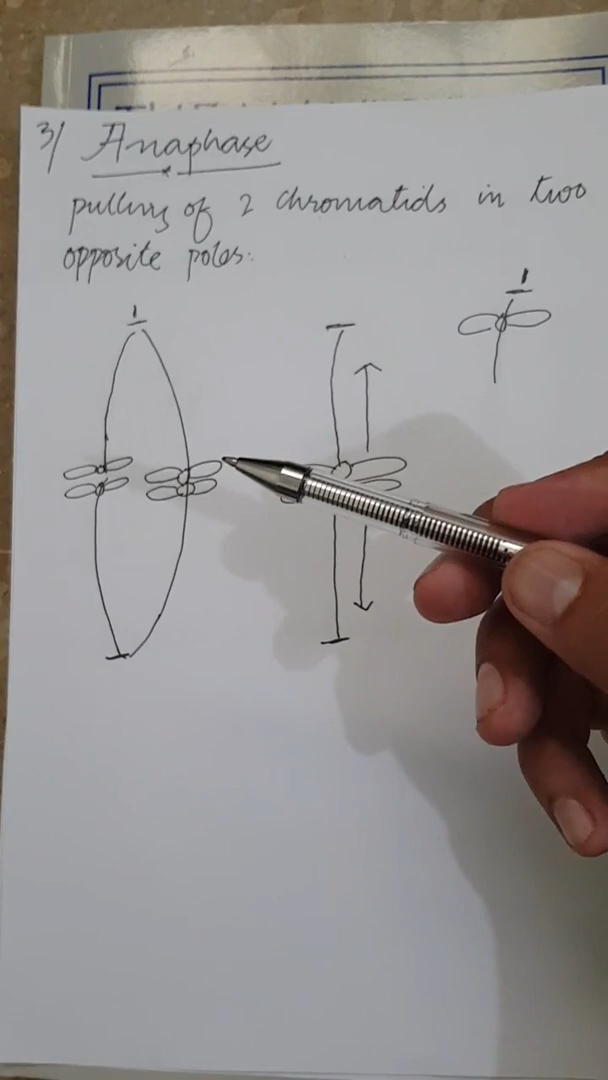 3/ Anaphase
pulling of 2 chromatids in two
opposite poles: